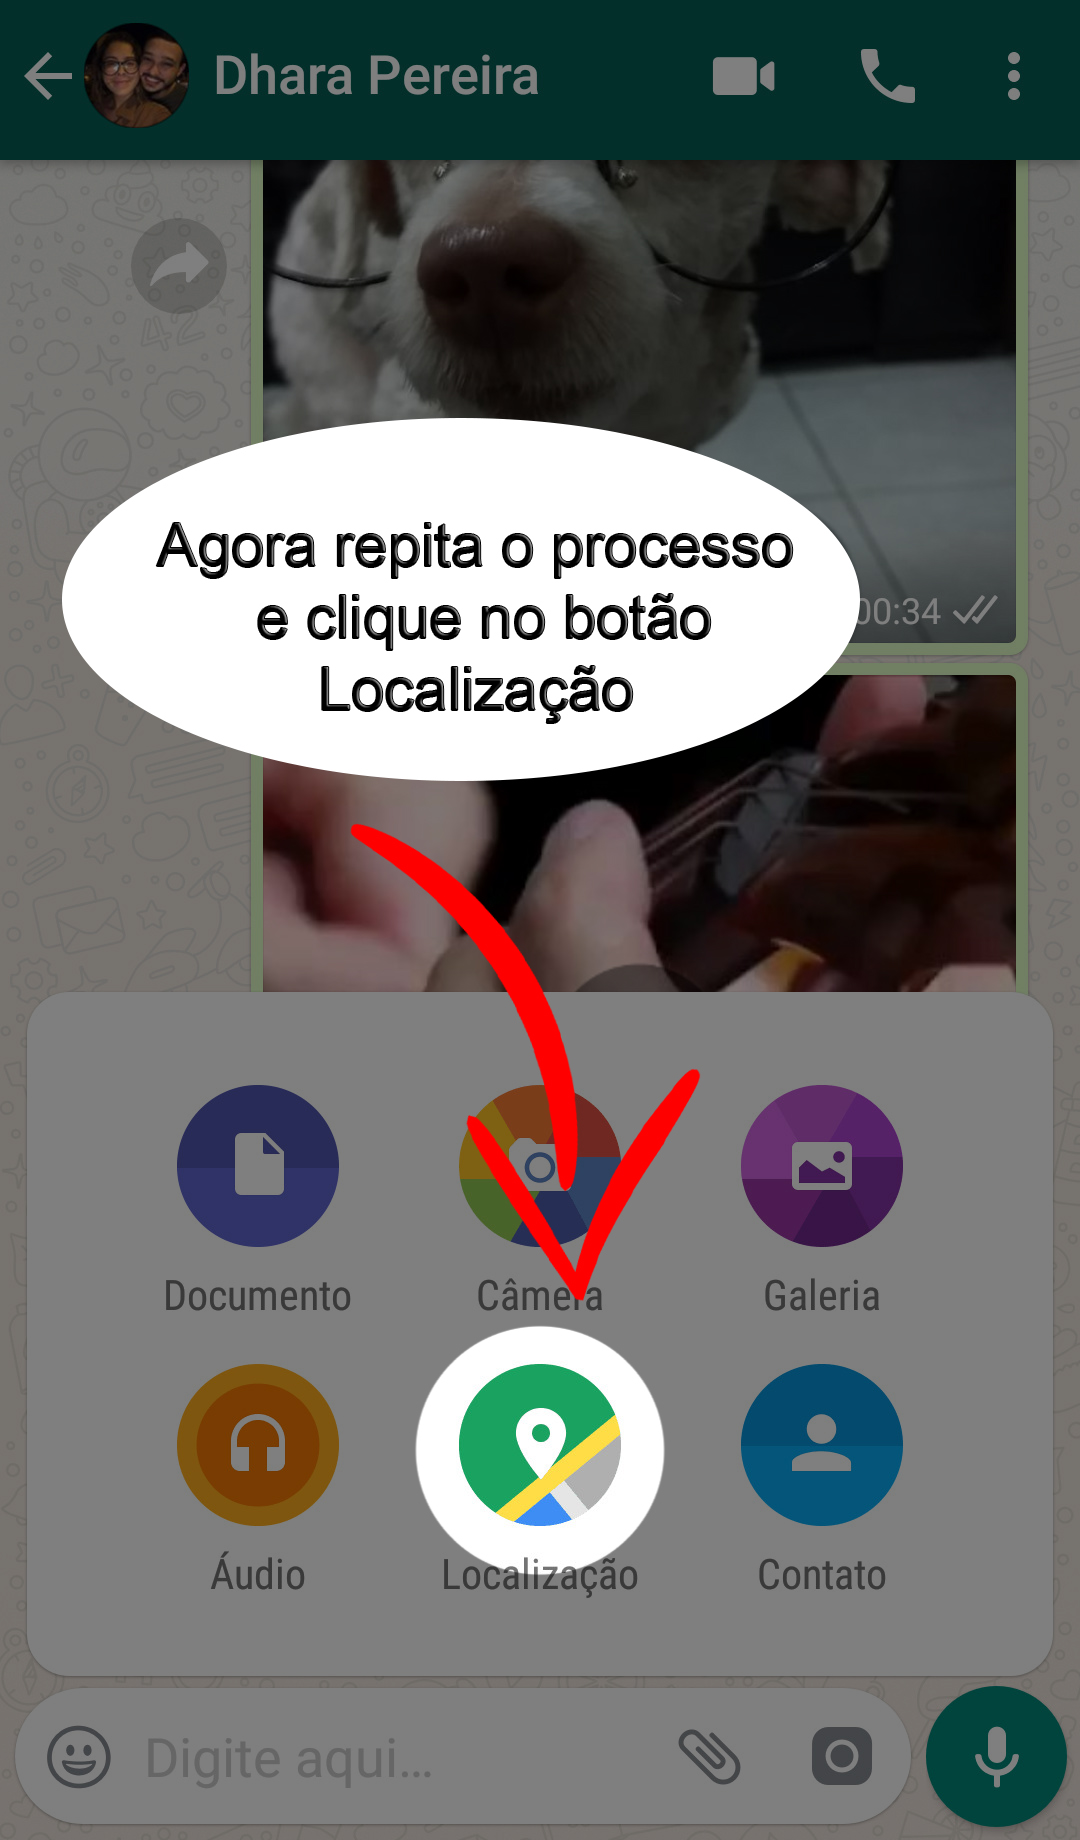 Dhara Pereira
Agora repita o processo
e clique no botão
Localização
00:34
Documento
Câmera
Galeria
Áudio
Localização
Contato
Digite aqui...